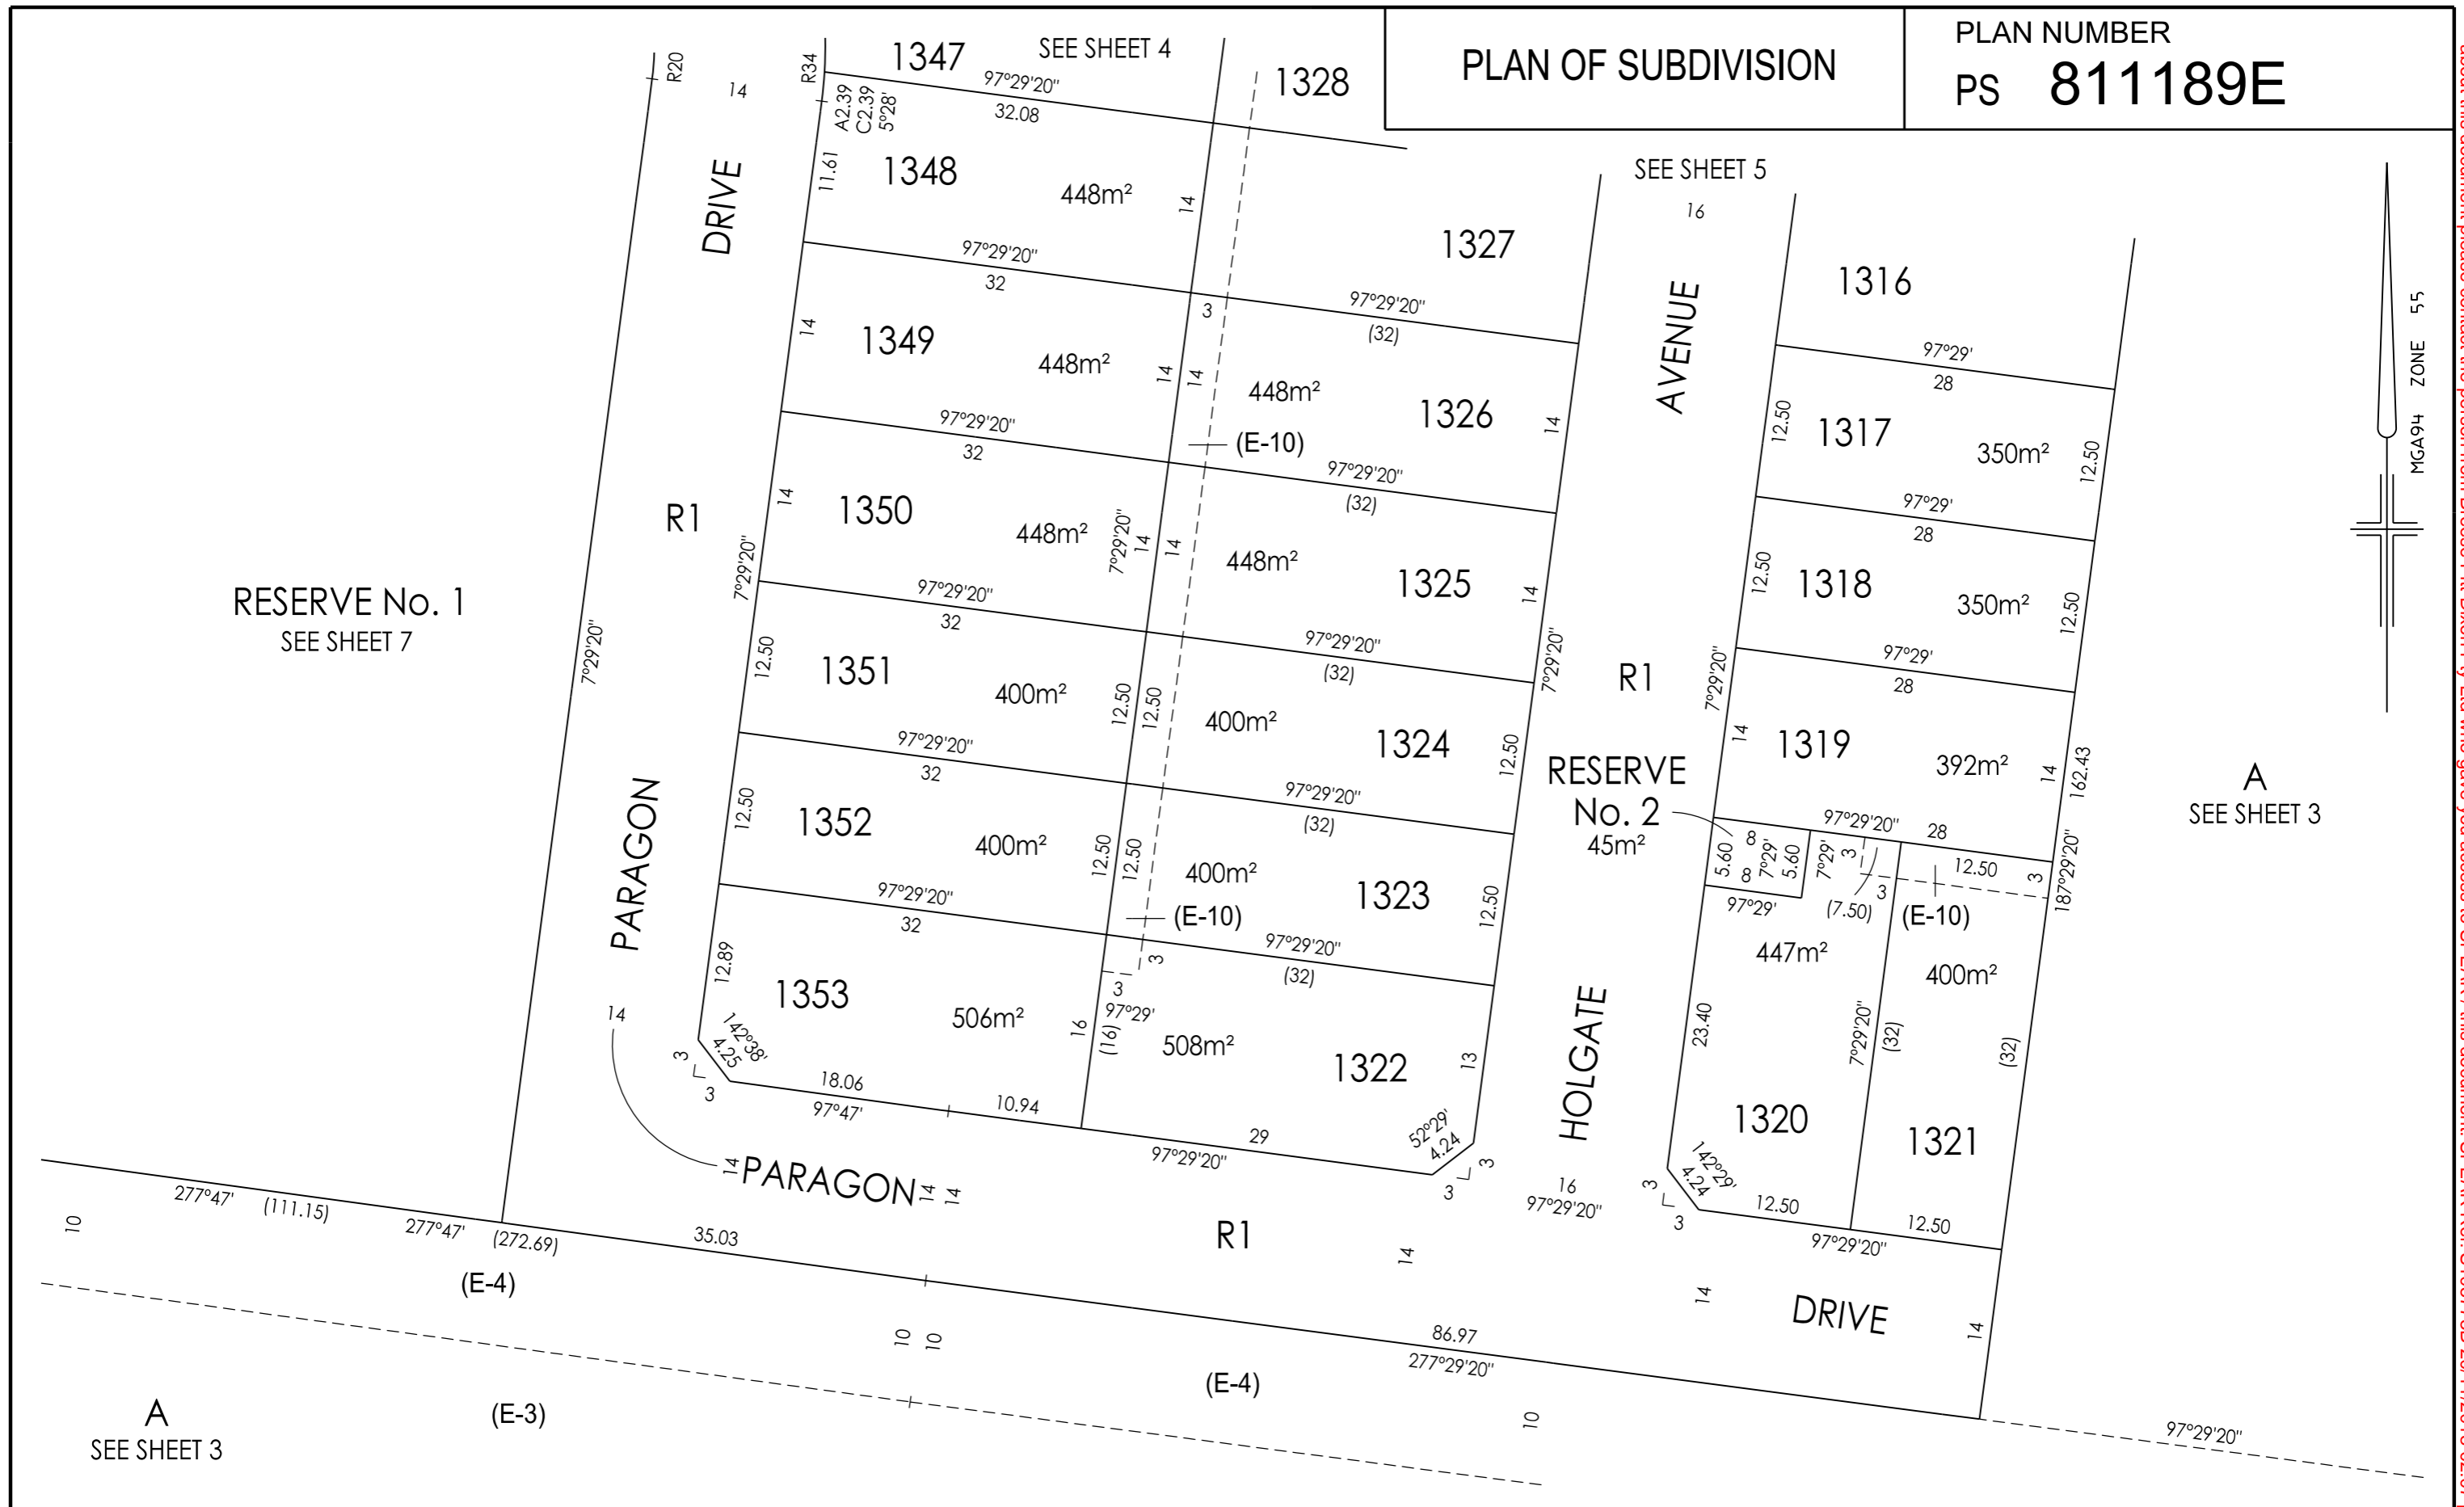 PLAN OF SUBDIVISION
PLAN NUMBER
PS 811189E
SEE SHEET 4
1347
97°29'20"
32.08
1328
R20
14
R34
A2.39
C2.39
5°28'
11.61
DRIVE
1348
448m²
14
97°29'20"
32
SEE SHEET 5
16
1327
97°29'20"
(32)
3
1316
97°29'
28
AVENUE
MGA94 ZONE 55
14
1349
448m²
14
97°29'20"
32
14
448m²
1326
14
(E-10)
97°29'20"
(32)
12.50
1317
350m²
12.50
97°29'
28
R1
14
1350
448m²
7°29'20"
14
7°29'20"
97°29'20"
32
14
448m²
1325
14
97°29'20"
(32)
7°29'20"
12.50
1318
350m²
12.50
97°29'
28
RESERVE No. 1
SEE SHEET 7
7°29'20"
12.50
1351
400m²
12.50
97°29'20"
32
12.50
400m²
1324
12.50
97°29'20"
(32)
R1
7°29'20"
14
1319
392m²
14
162.43
97°29'20"
28
A
SEE SHEET 3
RESERVE
No. 2
45m²
PARAGON
12.50
1352
400m²
12.50
97°29'20"
32
12.50
400m²
1323
12.50
(E-10)
97°29'20"
(32)
5.60
8
8
7°29'
5.60
97°29'
7°29'
3
3
(7.50)
12.50
3
187°29'20"
(E-10)
447m²
400m²
12.89
1353
506m²
142°38'
4.25
3
3
16
18.06
97°47'
10.94
3
3
97°29'
(16)
508m²
1322
13
52°29'
4.24
3
3
29
97°29'20"
HOLGATE
23.40
1320
7°29'20"
(32)
1321
(32)
142°29'
4.24
3
3
12.50
12.50
97°29'20"
14
14
PARAGON
14
14
R1
16
97°29'20"
14
14
DRIVE
14
277°47'
(111.15)
277°47'
(272.69)
35.03
86.97
277°29'20"
10
(E-4)
10
10
(E-4)
10
(E-3)
A
SEE SHEET 3
97°29'20"